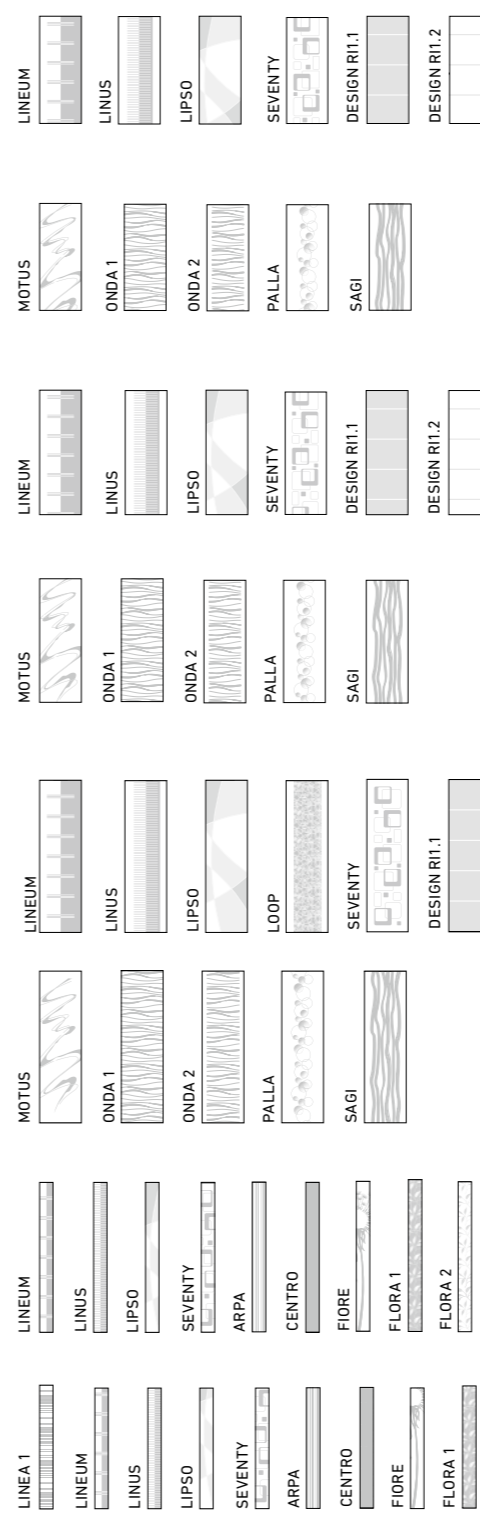 LINEUM
LINUS
LIPSO
SEVENTY
DESIGN RI1.1
DESIGN RI1.2
MOTUS
ONDA 1
ONDA 2
PALLA
SAGI
LINEUM
LINUS
LIPSO
SEVENTY
DESIGN RI1.1
DESIGN RI1.2
MOTUS
ONDA 1
ONDA 2
PALLA
SAGI
LINEUM
LINUS
LIPSO
LOOP
SEVENTY
DESIGN RI1.1
MOTUS
ONDA 1
ONDA 2
PALLA
SAGI
LINEUM
LINUS
LIPSO
SEVENTY
ARPA
CENTRO
FIORE
FLORA 1
FLORA 2
LINEA 1
LINEUM
LINUS
LIPSO
SEVENTY
ARPA
CENTRO
FIORE
FLORA 1